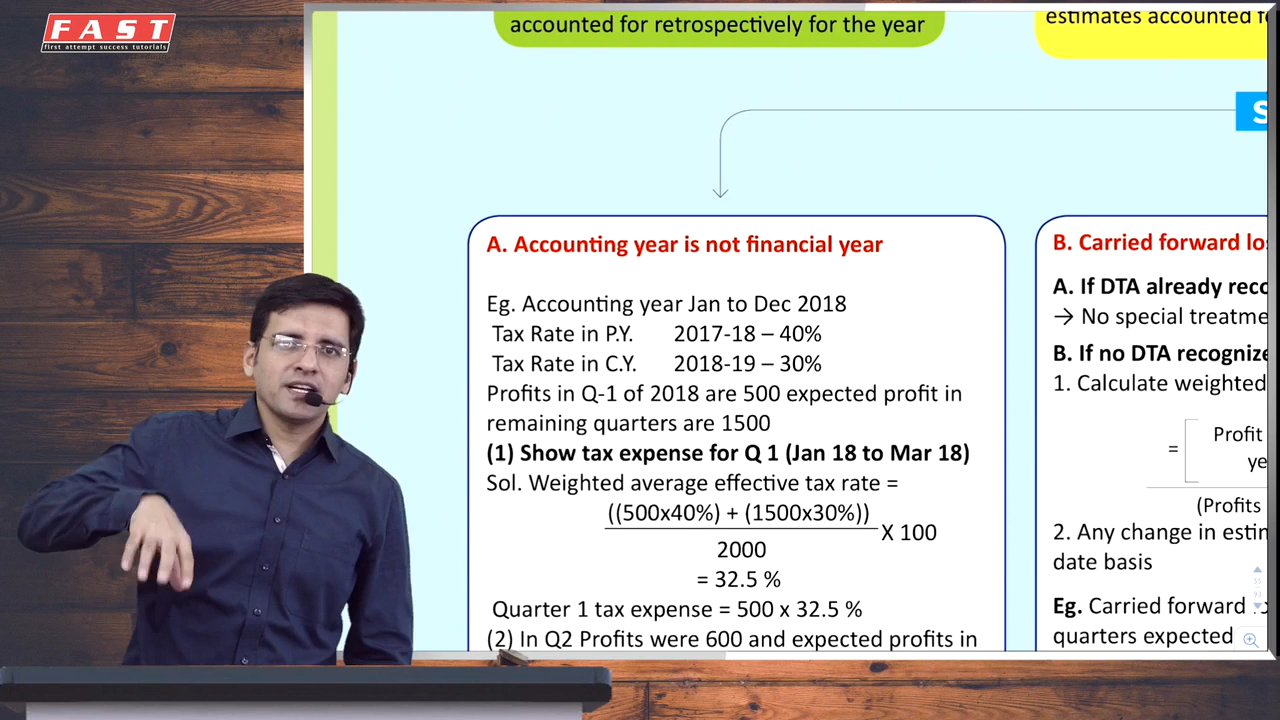 FAST
first attempt success tutorials
accounted for retrospectively for the year
estimates accounted
S
A. Accounting year is not financial year
Eg. Accounting year Jan to Dec 2018
Tax Rate in P.Y. 2017-18 – 40%
Tax Rate in C.Y. 2018-19 – 30%
Profits in Q-1 of 2018 are 500 expected profit in
remaining quarters are 1500
(1) Show tax expense for Q 1 (Jan 18 to Mar 18)
Sol. Weighted average effective tax rate =
((500x40%) + (1500x30%))
X 100
2000
= 32.5 %
Quarter 1 tax expense = 500 x 32.5 %
(2) In Q2 Profits were 600 and expected profits in
B. Carried forward
A. If DTA already
→ No special
B. If no DTA
1. Calculate weighted
= Profit
(Profits
2. Any change in
date basis
Eg. Carried forward
quarters expected